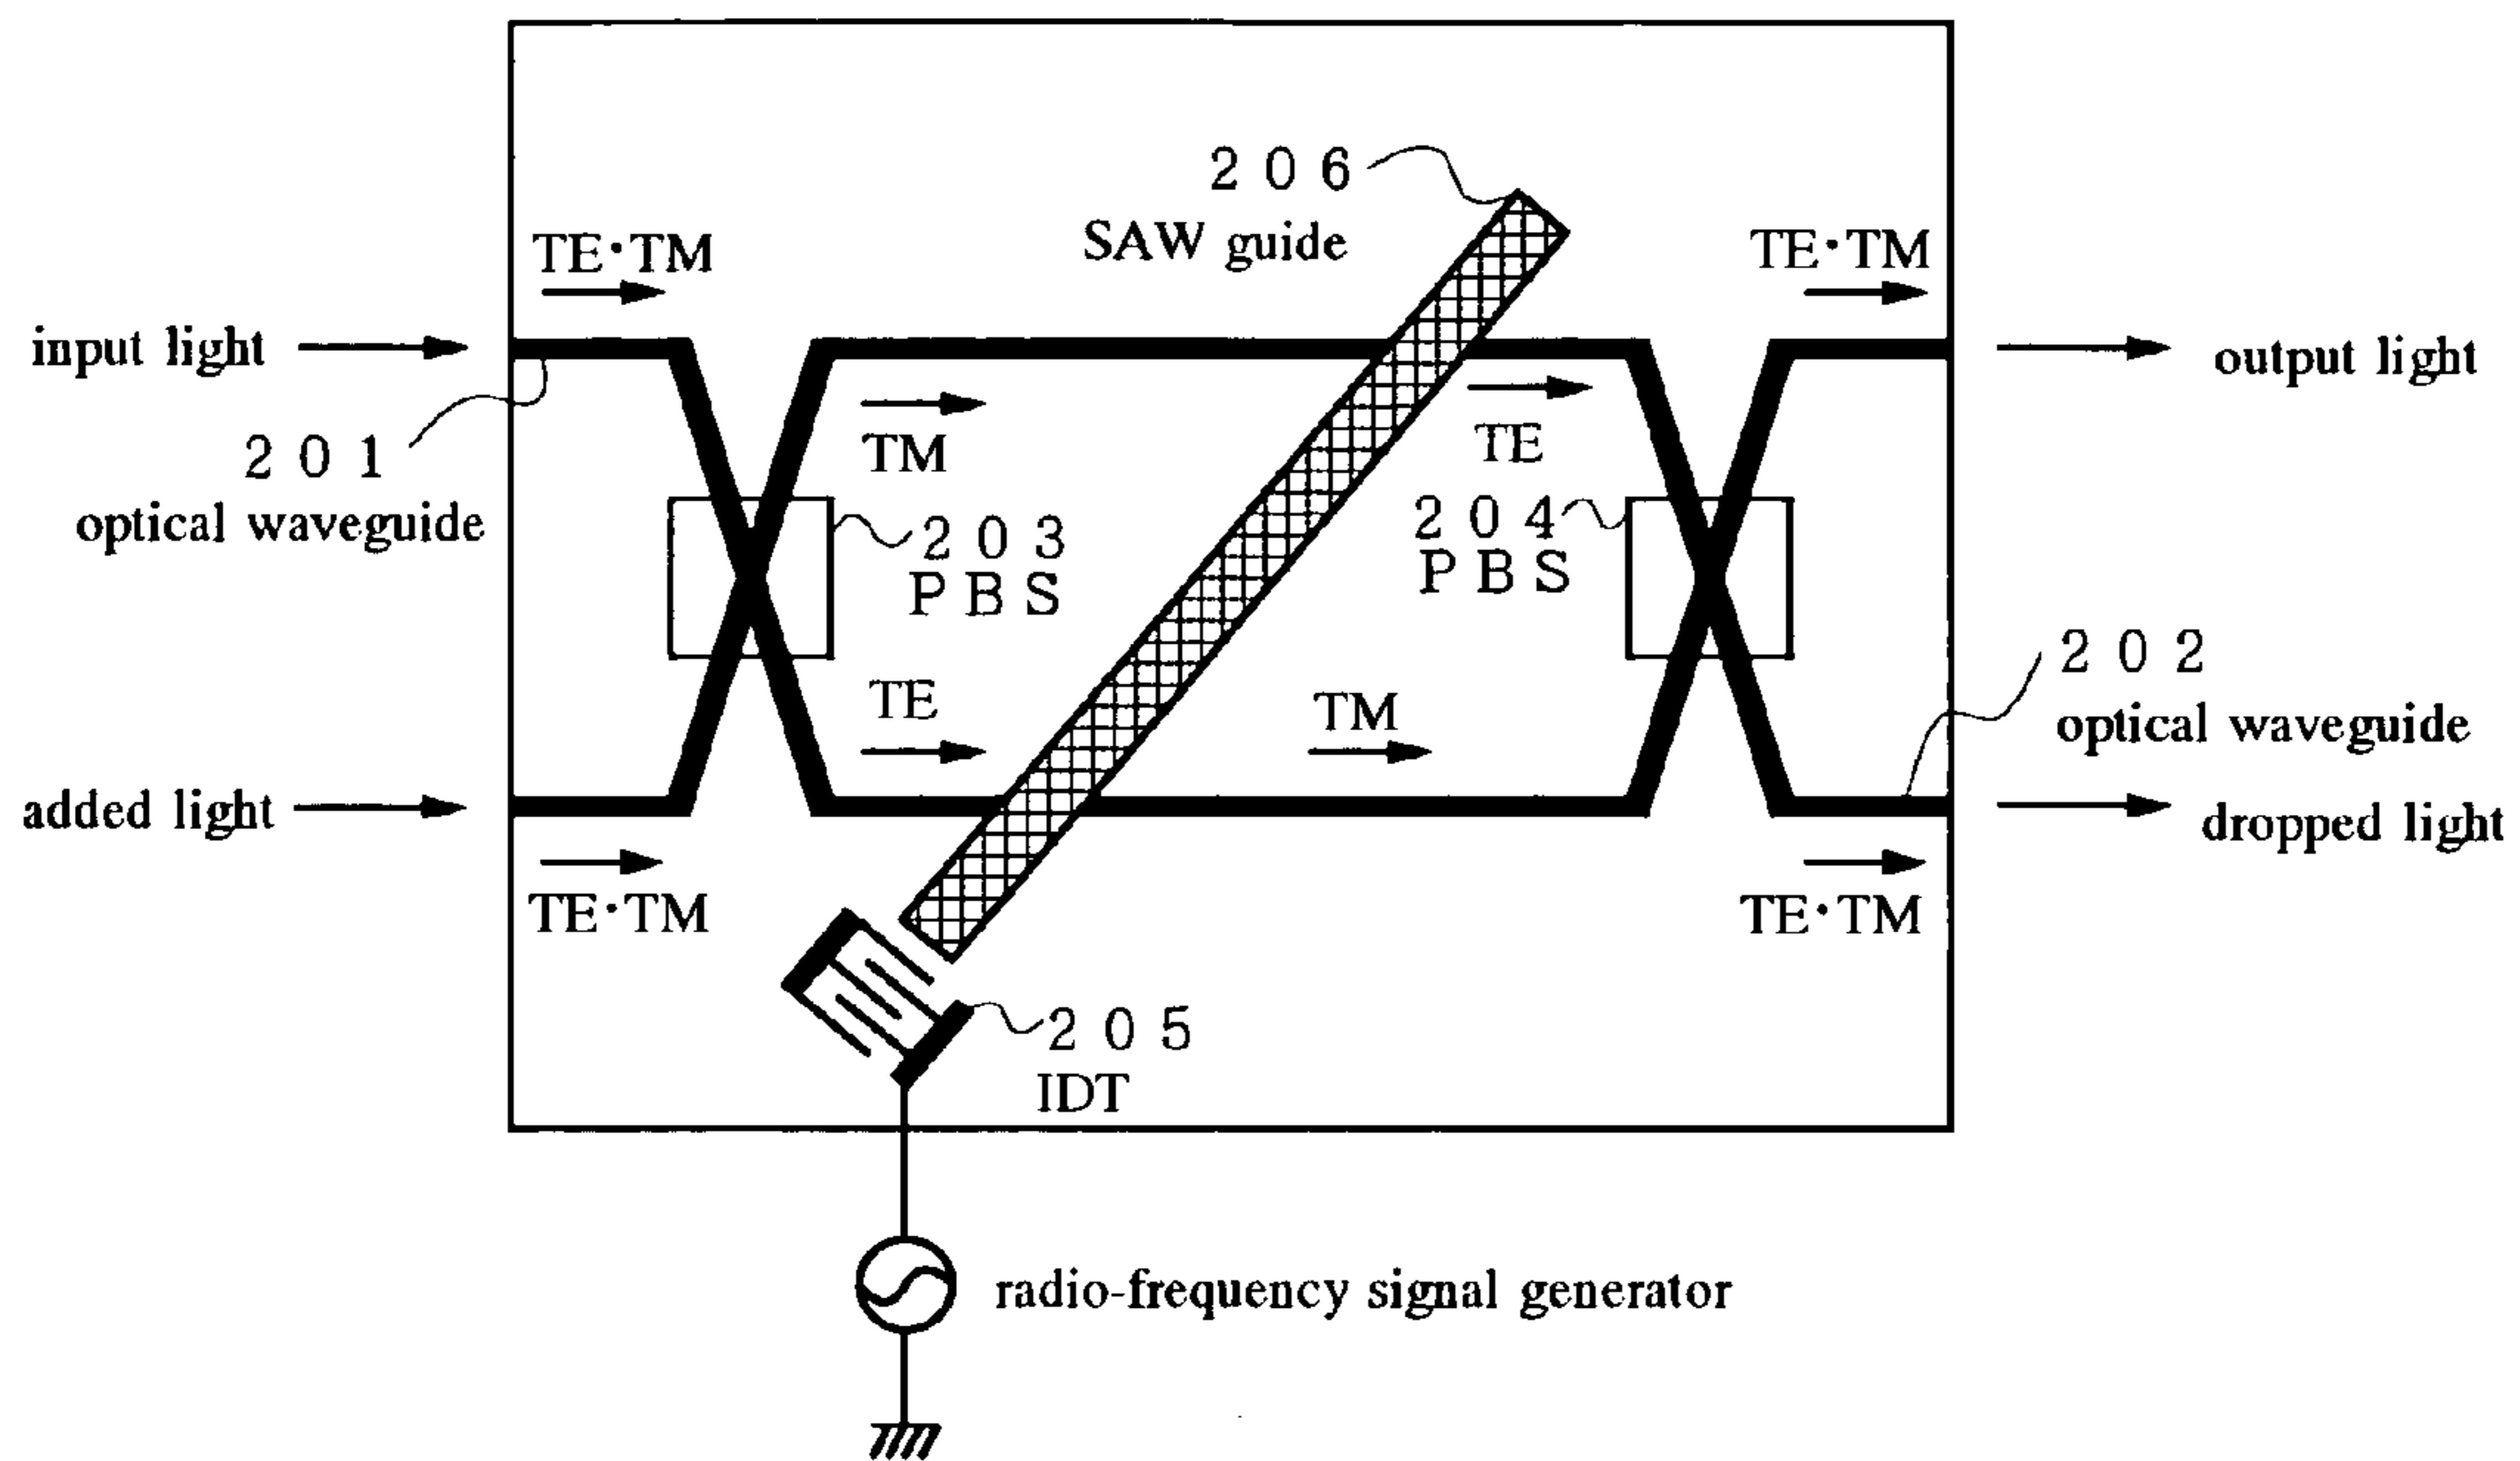 206
SAW guide
TE·TM
TE·TM
input light
output light
TM
TE
201
optical waveguide
203
PBS
204
PBS
TE
TM
202
optical waveguide
added light
dropped light
TE·TM
TE·TM
205
IDT
radio-frequency signal generator